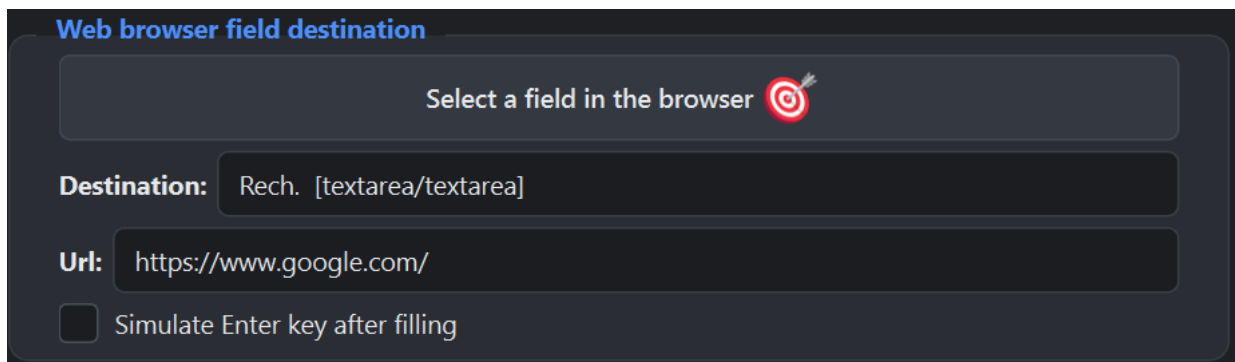 Web browser field destination
Select a field in the browser
Destination: Rech.  [textarea/textarea]
Url: https://www.google.com/
Simulate Enter key after filling